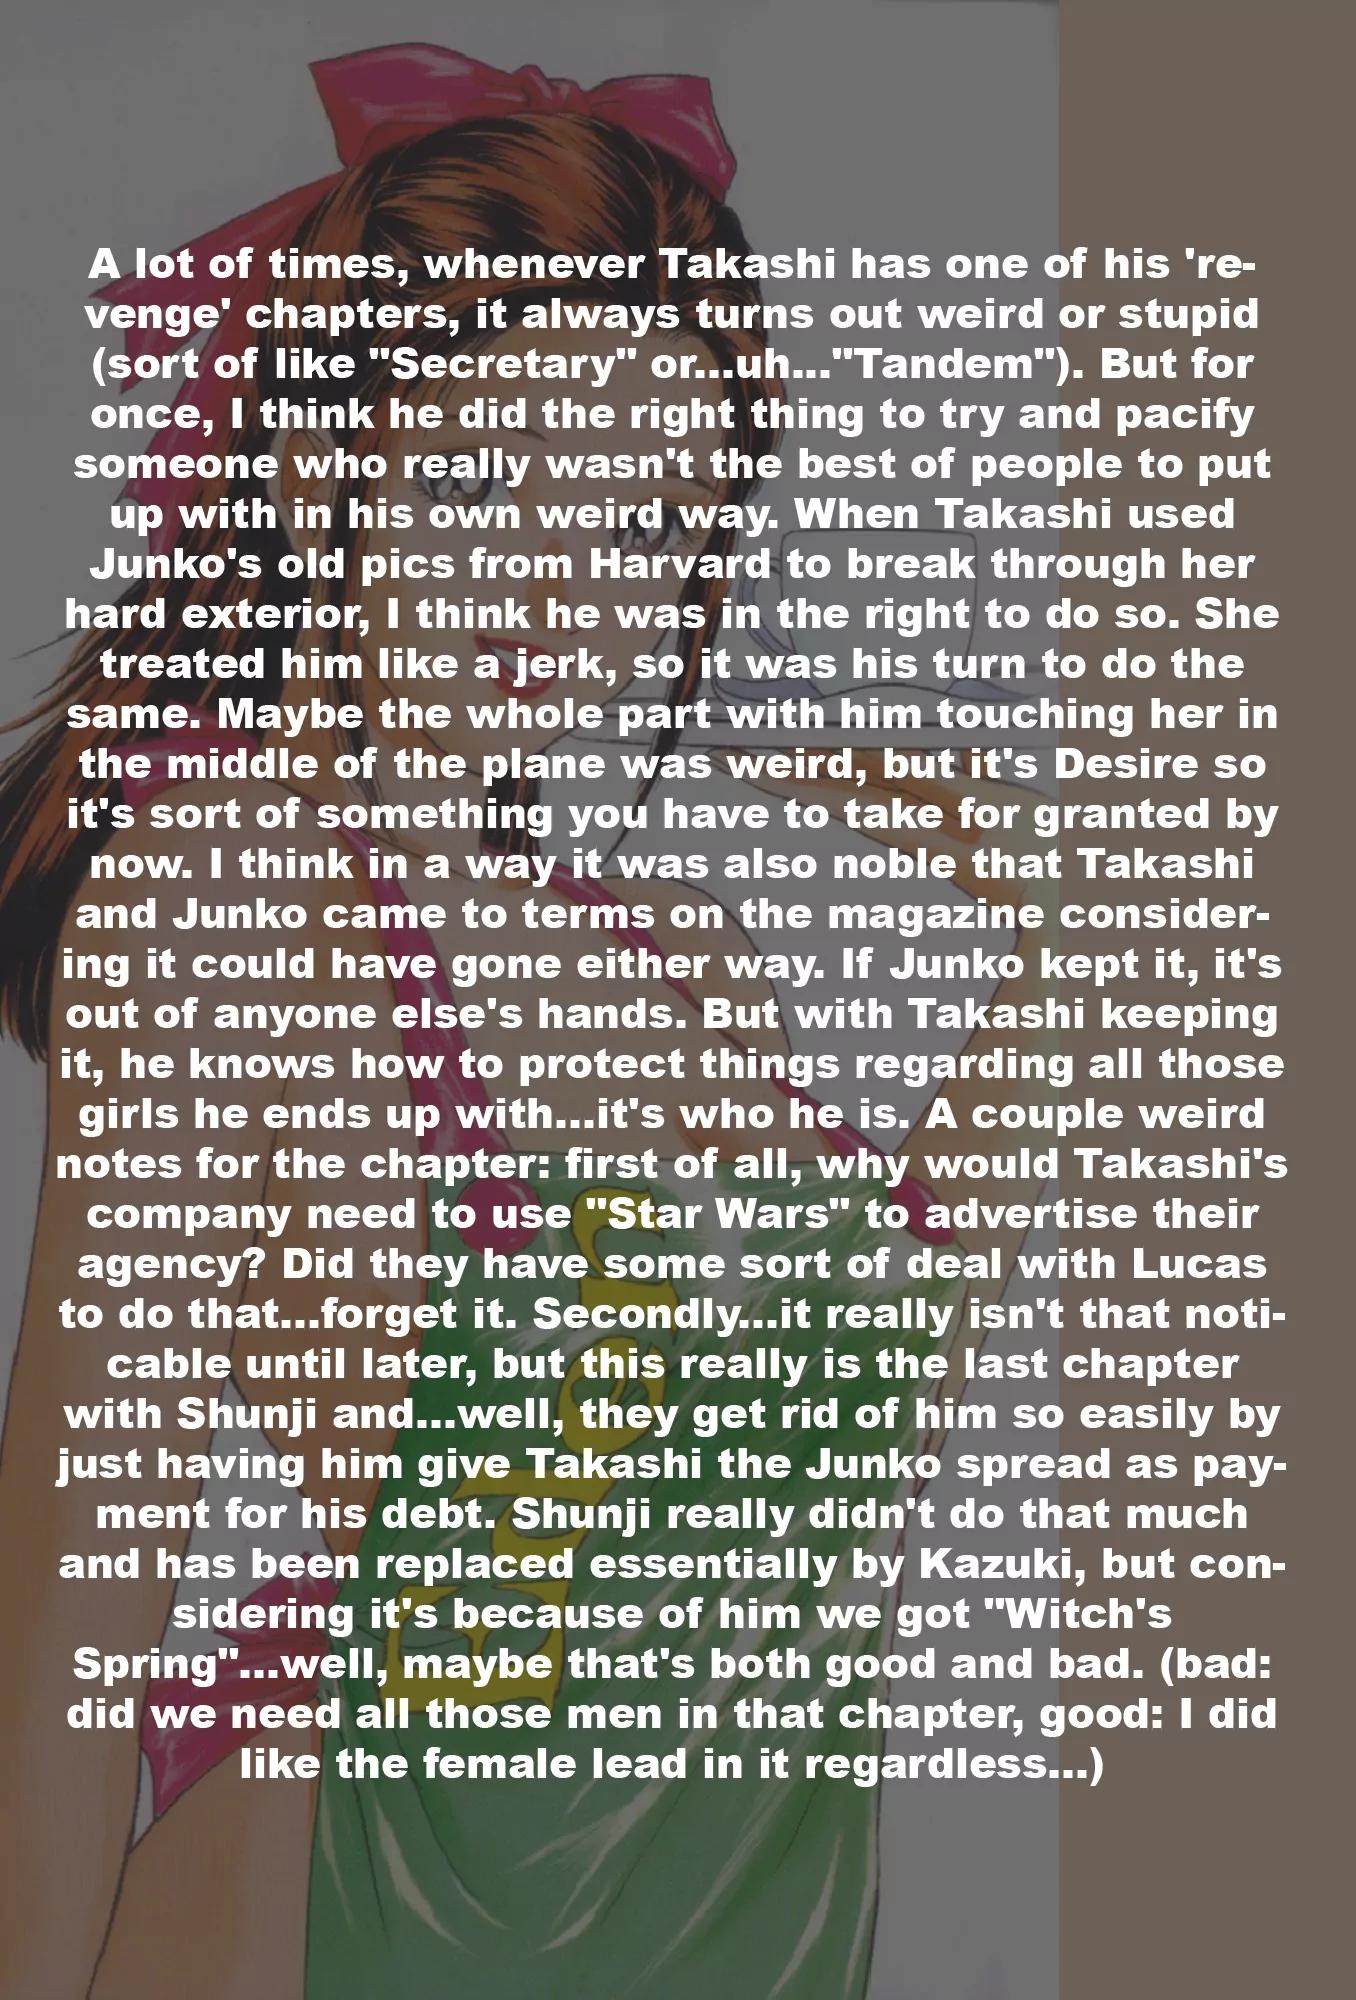 A lot of times, whenever Takashi has one of his 're-
venge' chapters, it always turns out weird or stupid
(sort of like "Secretary" or...uh..."Tandem"). But for
once, I think he did the right thing to try and pacify
someone who really wasn't the best of people to put
up with in his own weird way. When Takashi used
Junko's old pics from Harvard to break through her
hard exterior, I think he was in the right to do so. She
treated him like a jerk, so it was his turn to do the
same. Maybe the whole part with him touching her in
the middle of the plane was weird, but it's Desire so
it's sort of something you have to take for granted by
now. I think in a way it was also noble that Takashi
and Junko came to terms on the magazine consider-
ing it could have gone either way. If Junko kept it, it's
out of anyone else's hands. But with Takashi keeping
it, he knows how to protect things regarding all those
girls he ends up with...it's who he is. A couple weird
notes for the chapter: first of all, why would Takashi's
company need to use "Star Wars" to advertise their
agency? Did they have some sort of deal with Lucas
to do that...forget it. Secondly...it really isn't that noti-
cable until later, but this really is the last chapter
with Shunji and...well, they get rid of him so easily by
just having him give Takashi the Junko spread as pay-
ment for his debt. Shunji really didn't do that much
and has been replaced essentially by Kazuki, but con-
sidering it's because of him we got "Witch's
Spring"...well, maybe that's both good and bad. (bad:
did we need all those men in that chapter, good: I did
like the female lead in it regardless...)